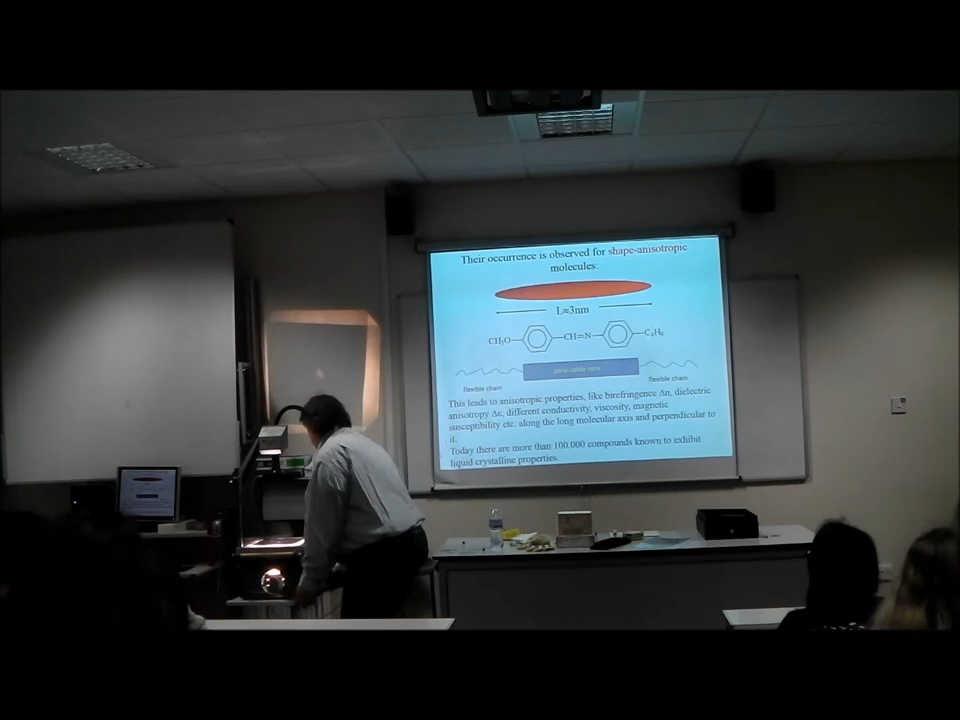 Their occurrence is observed for shape-anisotropic
molecules:
L≈3nm
CH₃O CH=N C₄H₉
polarizable core
flexible chain flexible chain
This leads to anisotropic properties, like birefringence Δn, dielectric
anisotropy Δε, different conductivity, viscosity, magnetic
susceptibility etc. along the long molecular axis and perpendicular to
it.
Today there are more than 100.000 compounds known to exhibit
liquid crystalline properties.